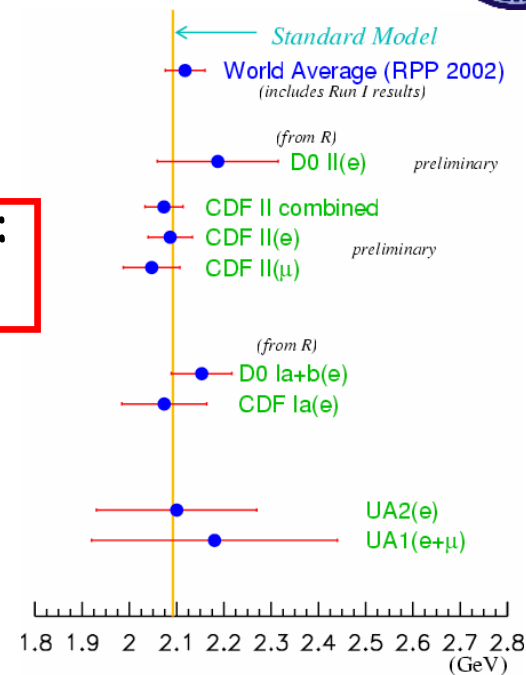 Standard Model
World Average (RPP 2002)
(includes Run I results)
(from R)
D0 II(e) preliminary
CDF II combined
:
CDF II(e)
preliminary
CDF II(μ)
(from R)
D0 Ia+b(e)
CDF Ia(e)
UA2(e)
UA1(e+μ)
1.8 1.9 2 2.1 2.2 2.3 2.4 2.5 2.6 2.7 2.8
(GeV)